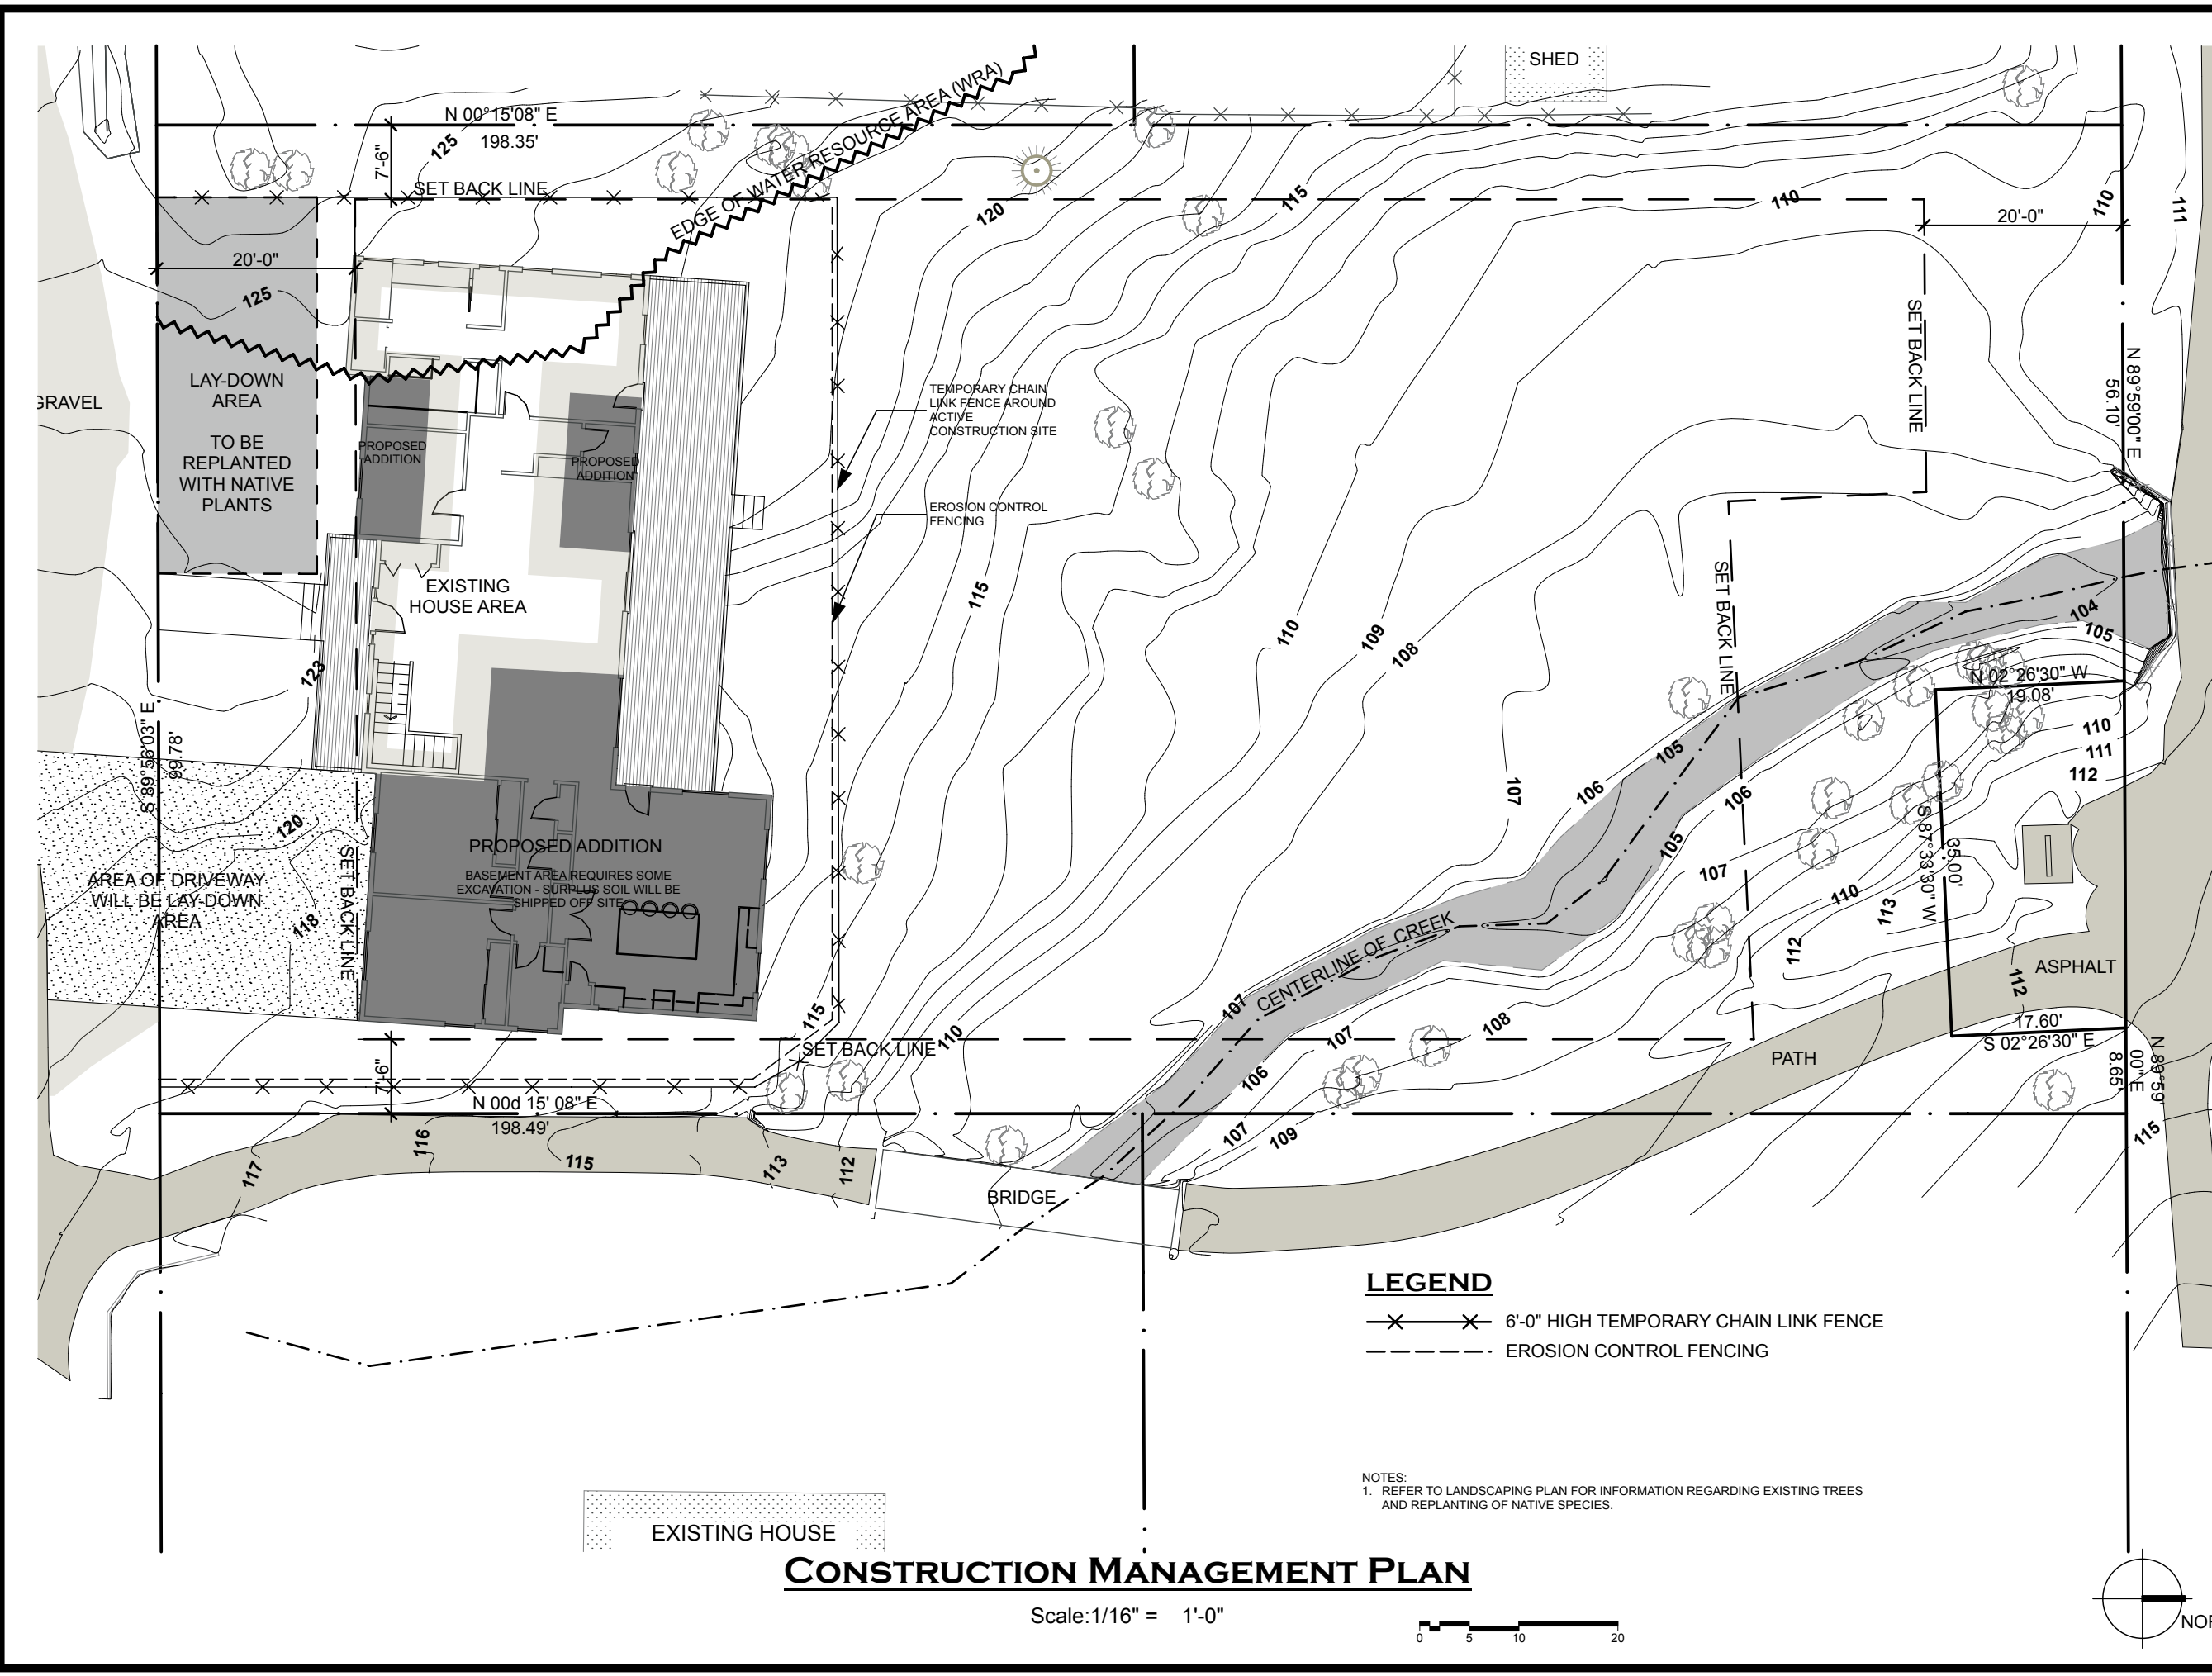 SHED
N 00°15'08" E
198.35'
125
7'-6"
SET BACK LINE
EDGE OF WATER RESOURCE AREA (WRA)
120
115
110
20'-0"
110
111
20'-0"
125
LAY-DOWN
AREA
TO BE
REPLANTED
WITH NATIVE
PLANTS
GRAVEL
PROPOSED
ADDITION
PROPOSED
ADDITION
TEMPORARY CHAIN
LINK FENCE AROUND
ACTIVE
CONSTRUCTION SITE
EROSION CONTROL
FENCING
SET BACK LINE
N 89°59'00" E
56.10'
EXISTING
HOUSE AREA
123
115
110
109
108
SET BACK LINE
104
105
N 02°26'30" W
19.08'
110
111
112
S 89°56'03" E
99.78'
107
106
105
106
105
107
110
113
112
S 87°33'30" W
35.00'
120
118
AREA OF DRIVEWAY
WILL BE LAY-DOWN
AREA
SET BACK LINE
PROPOSED ADDITION
BASEMENT AREA REQUIRES SOME
EXCAVATION - SURPLUS SOIL WILL BE
SHIPPED OFF SITE
CENTERLINE OF CREEK
107
115
110
SET BACK LINE
107
108
106
112
ASPHALT
17.60'
S 02°26'30" E
PATH
N 89°59'
00" E
8.65'
7'-6"
N 00d 15' 08" E
198.49'
107
109
115
117
116
115
113
112
BRIDGE
LEGEND
6'-0" HIGH TEMPORARY CHAIN LINK FENCE
EROSION CONTROL FENCING
NOTES:
1. REFER TO LANDSCAPING PLAN FOR INFORMATION REGARDING EXISTING TREES
AND REPLANTING OF NATIVE SPECIES.
EXISTING HOUSE
CONSTRUCTION MANAGEMENT PLAN
Scale:1/16" = 1'-0"
0 5 10 20